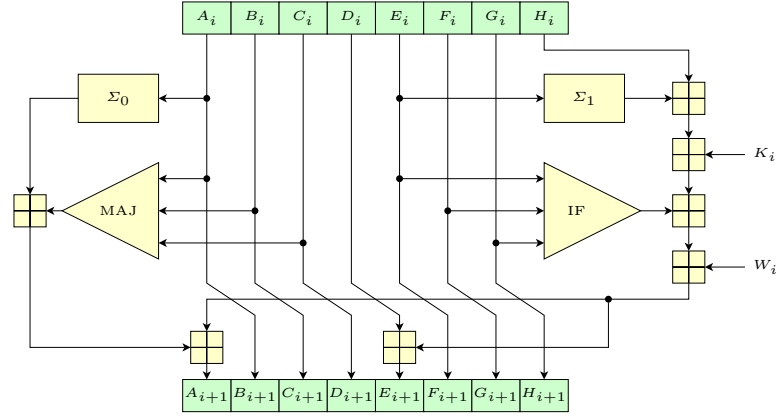 A_i B_i C_i D_i E_i F_i G_i H_i
Σ_0 Σ_1
K_i
MAJ IF
W_i
A_{i+1} B_{i+1} C_{i+1} D_{i+1} E_{i+1} F_{i+1} G_{i+1} H_{i+1}